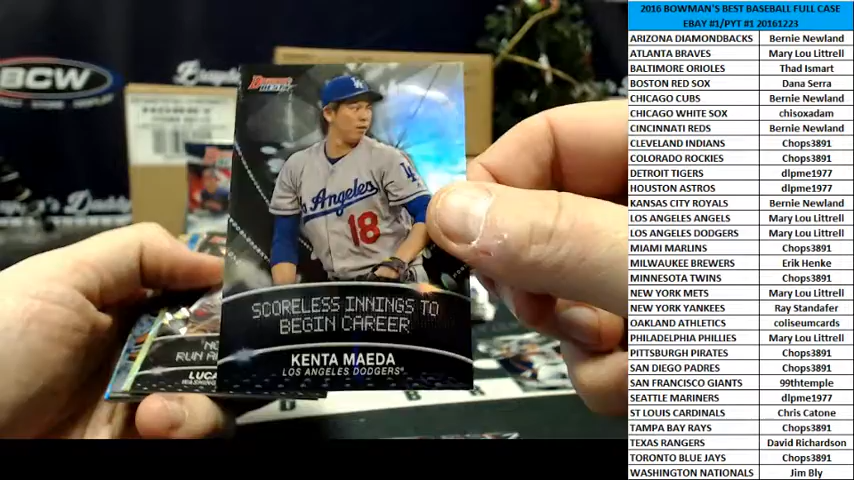 BCW
Bowman's
BEST
Los Angeles
18
LA
SCORELESS INNINGS TO
BEGIN CAREER
KENTA MAEDA
LOS ANGELES DODGERS
NO
RUN
LUCA
2016 BOWMAN'S BEST BASEBALL FULL CASE
EBAY #1/PYT #1 20161223
ARIZONA DIAMONDBACKS Bernie Newland
ATLANTA BRAVES Mary Lou Littrell
BALTIMORE ORIOLES Thad Ismart
BOSTON RED SOX Dana Serra
CHICAGO CUBS Bernie Newland
CHICAGO WHITE SOX chisoxadam
CINCINNATI REDS Bernie Newland
CLEVELAND INDIANS Chops3891
COLORADO ROCKIES Chops3891
DETROIT TIGERS dlpme1977
HOUSTON ASTROS dlpme1977
KANSAS CITY ROYALS Bernie Newland
LOS ANGELS ANGELS Mary Lou Littrell
LOS ANGELES DODGERS Mary Lou Littrell
MIAMI MARLINS Chops3891
MILWAUKEE BREWERS Erik Henke
MINNESOTA TWINS Chops3891
NEW YORK METS Mary Lou Littrell
NEW YORK YANKEES Ray Standafer
OAKLAND ATHLETICS coliseumcards
PHILADELPHIA PHILLIES Mary Lou Littrell
PITTSBURGH PIRATES Chops3891
SAN DIEGO PADRES Chops3891
SAN FRANCISCO GIANTS 99thtemple
SEATTLE MARINERS dlpme1977
ST LOUIS CARDINALS Chris Catone
TAMPA BAY RAYS Chops3891
TEXAS RANGERS David Richardson
TORONTO BLUE JAYS Chops3891
WASHINGTON NATIONALS Jim Bly